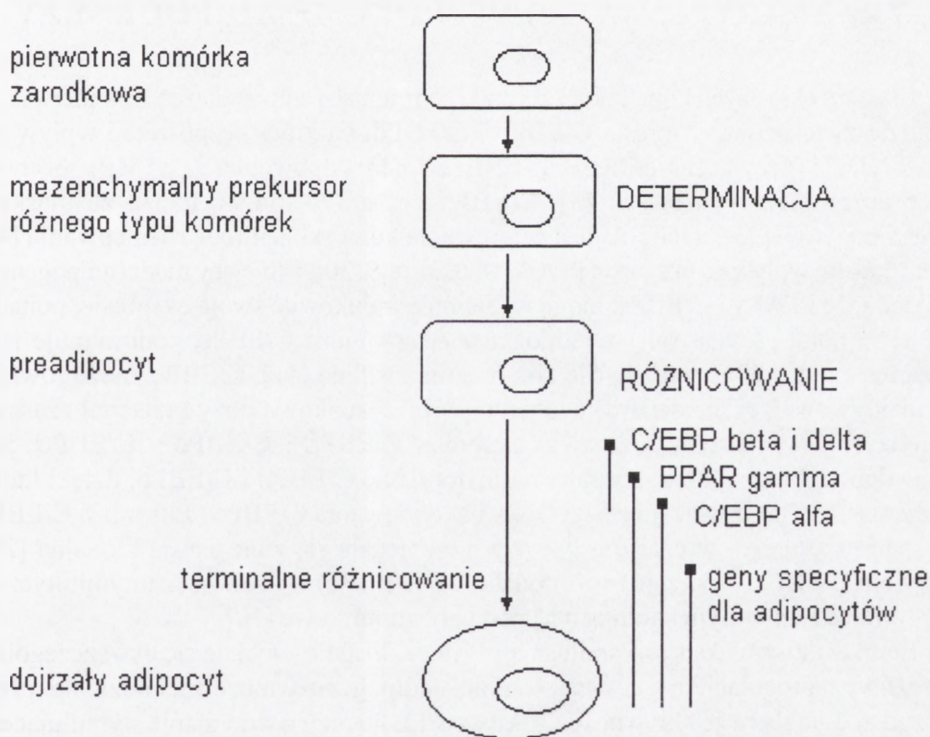 pierwotna komórka
zarodkowa
mezenchymalny prekursor
różnego typu komórek
DETERMINACJA
preadipocyt
RÓŻNICOWANIE
C/EBP beta i delta
PPAR gamma
C/EBP alfa
terminalne różnicowanie
geny specyficzne
dla adipocytów
dojrzały adipocyt